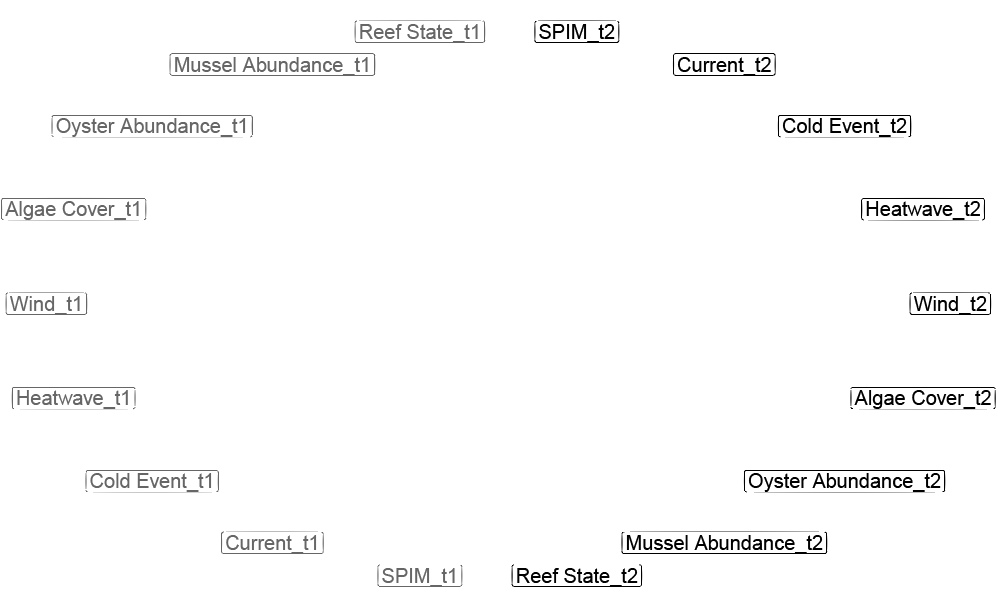 Reef State_t1
SPIM_t2
Mussel Abundance_t1
Current_t2
Oyster Abundance_t1
Cold Event_t2
Algae Cover_t1
Heatwave_t2
Wind_t1
Wind_t2
Heatwave_t1
Algae Cover_t2
Cold Event_t1
Oyster Abundance_t2
Current_t1
Mussel Abundance_t2
SPIM_t1
Reef State_t2